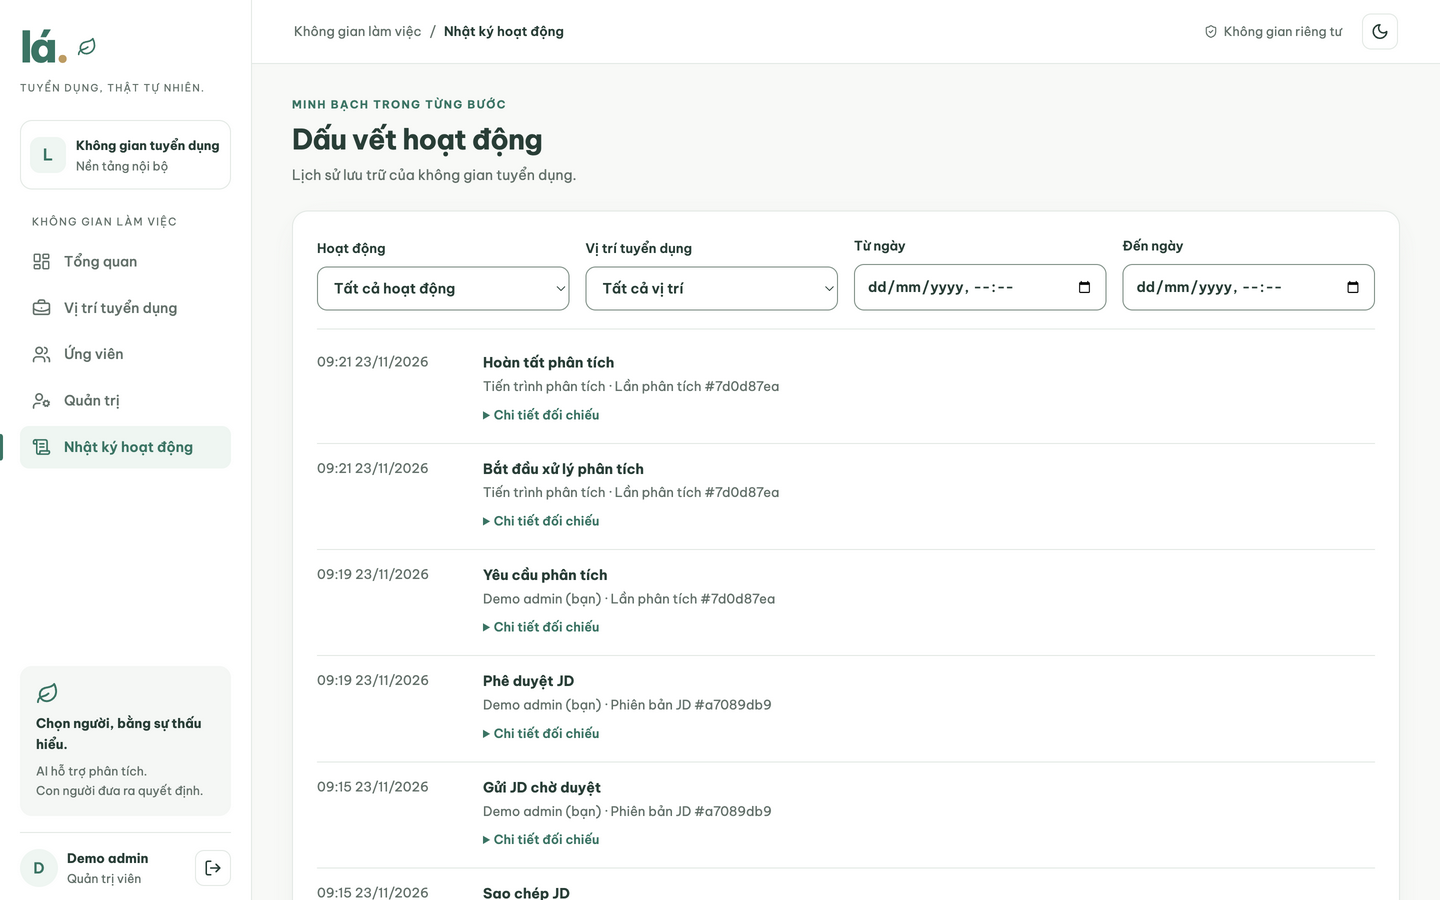 lá.
TUYỂN DỤNG, THẬT TỰ NHIÊN.
L
Không gian tuyển dụng
Nền tảng nội bộ
KHÔNG GIAN LÀM VIỆC
Tổng quan
Vị trí tuyển dụng
Ứng viên
Quản trị
Nhật ký hoạt động
Chọn người, bằng sự thấu
hiểu.
AI hỗ trợ phân tích.
Con người đưa ra quyết định.
D
Demo admin
Quản trị viên
Không gian làm việc / Nhật ký hoạt động
Không gian riêng tư
MINH BẠCH TRONG TỪNG BƯỚC
Dấu vết hoạt động
Lịch sử lưu trữ của không gian tuyển dụng.
Hoạt động
Tất cả hoạt động
Vị trí tuyển dụng
Tất cả vị trí
Từ ngày
dd/mm/yyyy, --:--
Đến ngày
dd/mm/yyyy, --:--
09:21 23/11/2026
Hoàn tất phân tích
Tiến trình phân tích · Lần phân tích #7d0d87ea
Chi tiết đối chiếu
09:21 23/11/2026
Bắt đầu xử lý phân tích
Tiến trình phân tích · Lần phân tích #7d0d87ea
Chi tiết đối chiếu
09:19 23/11/2026
Yêu cầu phân tích
Demo admin (bạn) · Lần phân tích #7d0d87ea
Chi tiết đối chiếu
09:19 23/11/2026
Phê duyệt JD
Demo admin (bạn) · Phiên bản JD #a7089db9
Chi tiết đối chiếu
09:15 23/11/2026
Gửi JD chờ duyệt
Demo admin (bạn) · Phiên bản JD #a7089db9
Chi tiết đối chiếu
09:15 23/11/2026
Sao chép JD